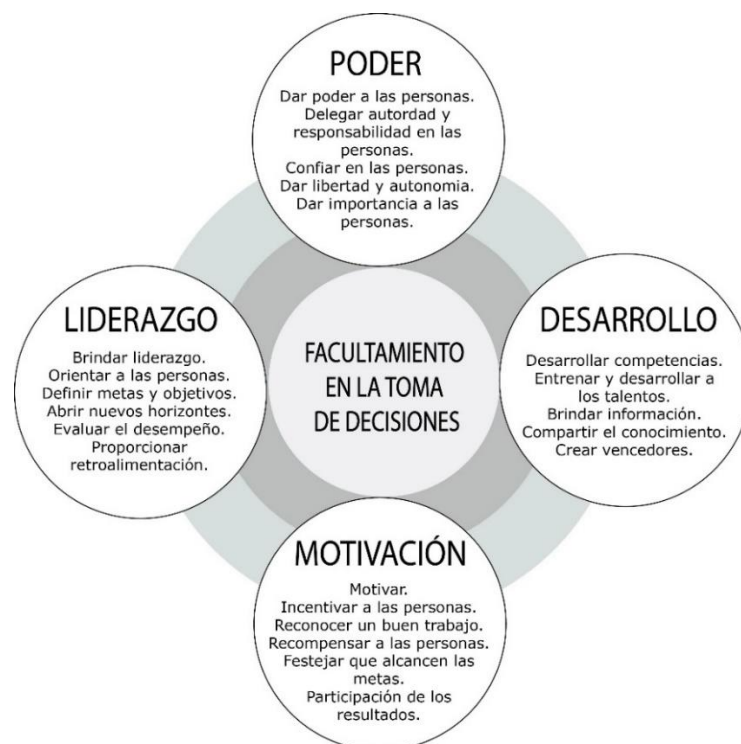 PODER
Dar poder a las personas.
Delegar autordad y
responsabilidad en las
personas.
Confiar en las personas.
Dar libertad y autonomia.
Dar importancia a las
personas.
LIDERAZGO
Brindar liderazgo.
Orientar a las personas.
Definir metas y objetivos.
Abrir nuevos horizontes.
Evaluar el desempeño.
Proporcionar
retroalimentación.
FACULTAMIENTO
EN LA TOMA
DE DECISIONES
DESARROLLO
Desarrollar competencias.
Entrenar y desarrollar a
los talentos.
Brindar información.
Compartir el conocimiento.
Crear vencedores.
MOTIVACIÓN
Motivar.
Incentivar a las personas.
Reconocer un buen trabajo.
Recompensar a las personas.
Festejar que alcancen las
metas.
Participación de los
resultados.